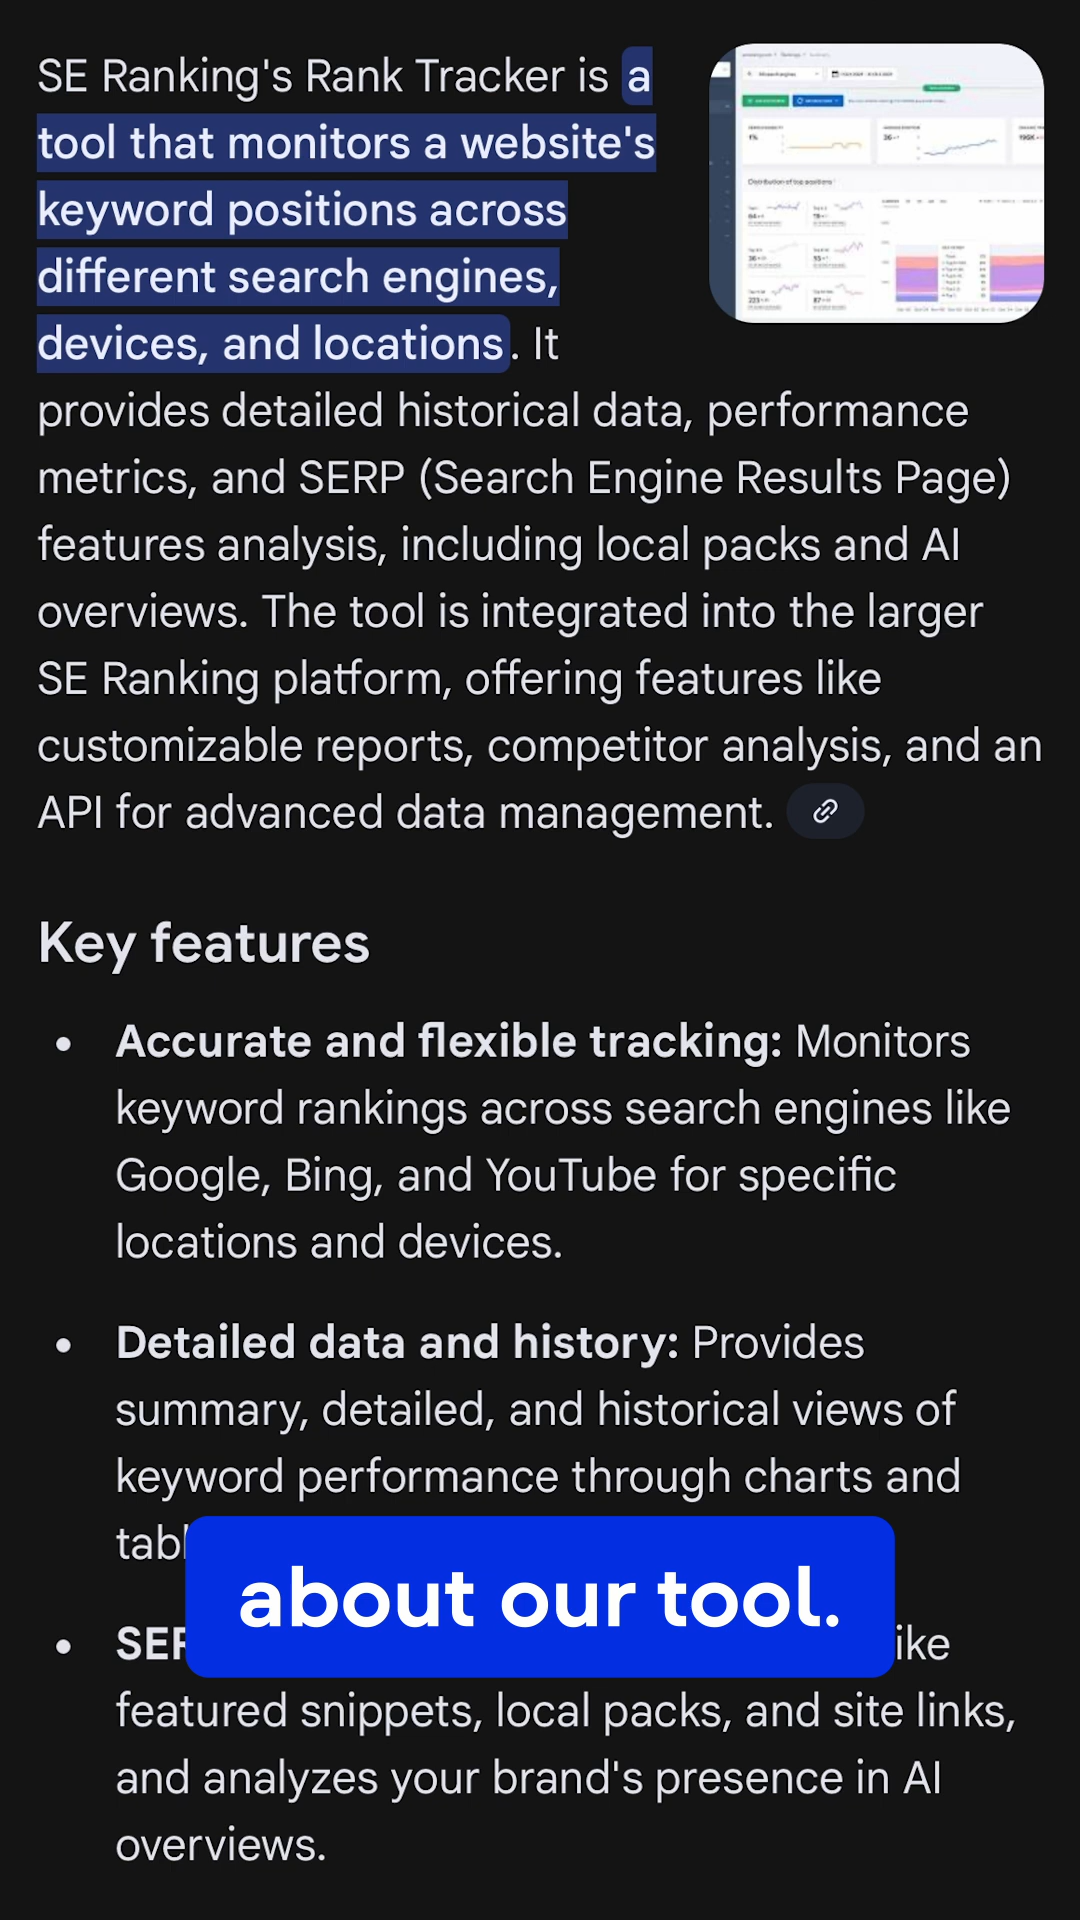 SE Ranking's Rank Tracker is a
tool that monitors a website's
keyword positions across
different search engines,
devices, and locations. It
provides detailed historical data, performance
metrics, and SERP (Search Engine Results Page)
features analysis, including local packs and AI
overviews. The tool is integrated into the larger
SE Ranking platform, offering features like
customizable reports, competitor analysis, and an
API for advanced data management.
Distribution of top positions
Key features
• Accurate and flexible tracking: Monitors
keyword rankings across search engines like
Google, Bing, and YouTube for specific
locations and devices.
• Detailed data and history: Provides
summary, detailed, and historical views of
keyword performance through charts and
about our tool.
featured snippets, local packs, and site links,
and analyzes your brand's presence in AI
overviews.